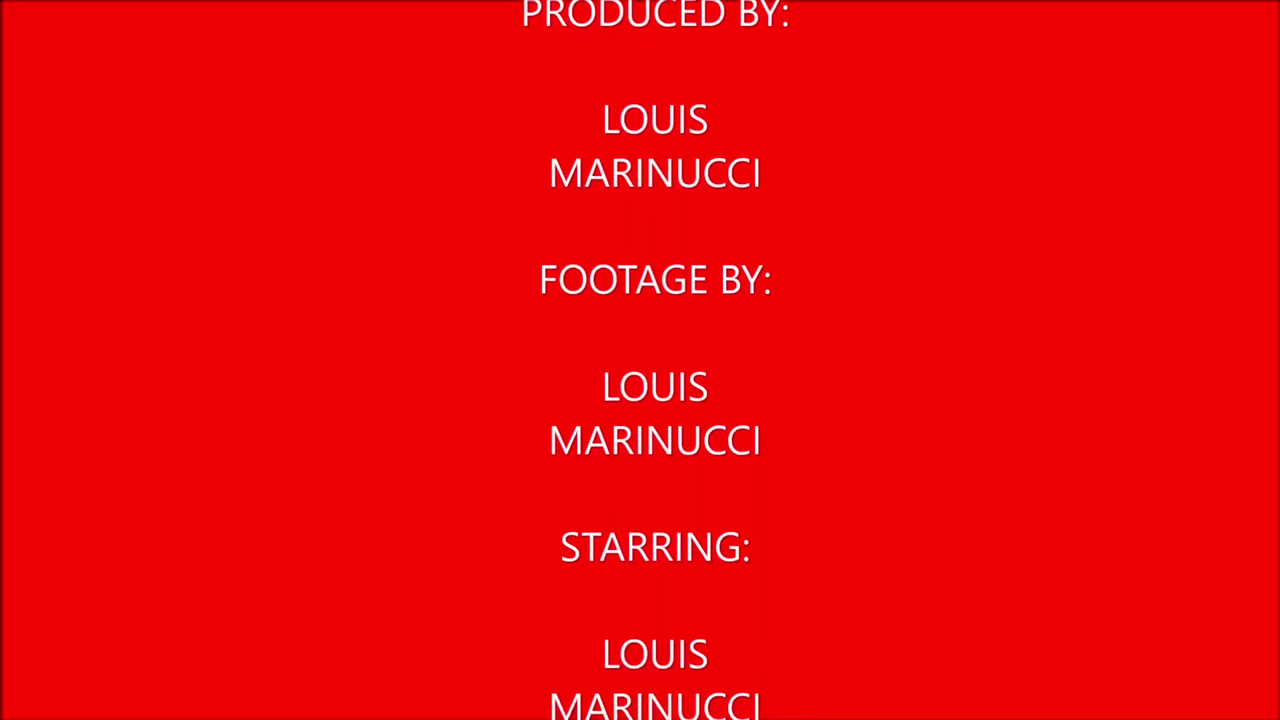 PRODUCED BY:
LOUIS
MARINUCCI
FOOTAGE BY:
LOUIS
MARINUCCI
STARRING:
LOUIS
MARINUCCI